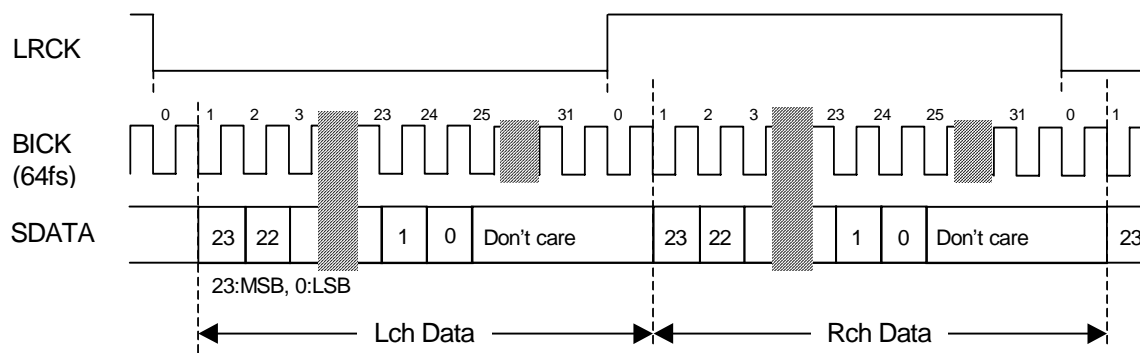 LRCK
0 1 2 3 23 24 25 31 0 1 2 3 23 24 25 31 0 1
BICK
(64fs)
SDATA
23 22 1 0 Don't care 23 22 1 0 Don't care 23
23:MSB, 0:LSB
Lch Data Rch Data